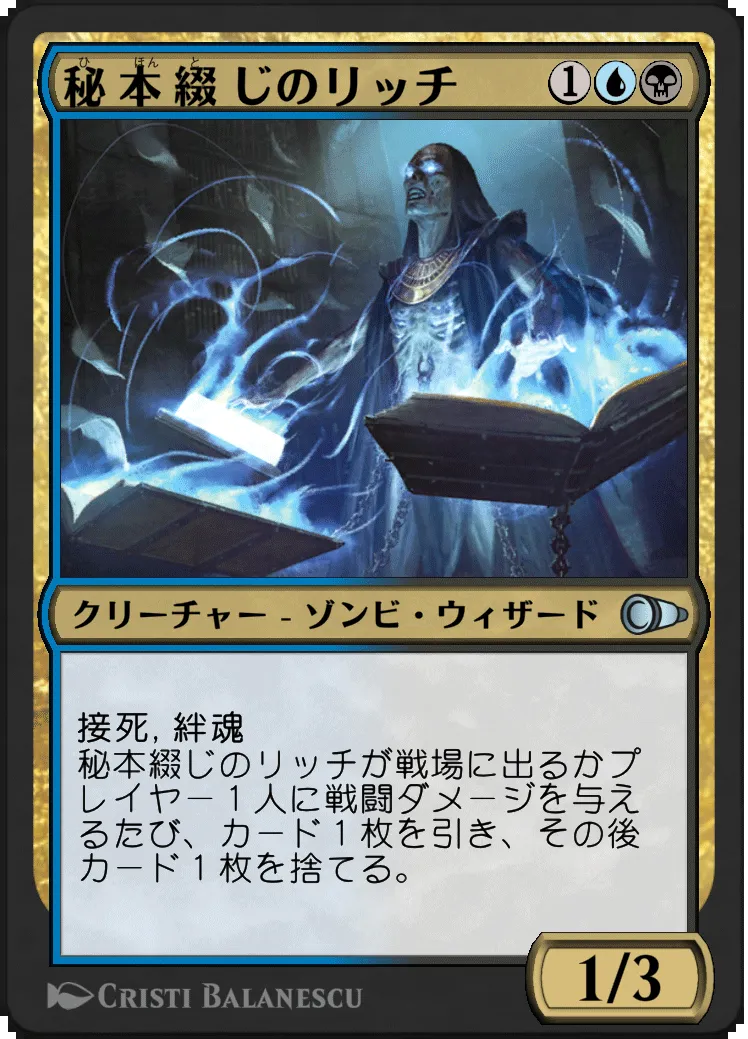 秘本綴じのリッチ 1
ひ ほん と
クリーチャー - ゾンビ・ウィザード
接死, 絆魂
秘本綴じのリッチが戦場に出るかプ
レイヤー１人に戦闘ダメージを与え
るたび、カード１枚を引き、その後
カード１枚を捨てる。
1/3
CRISTI BALANESCU